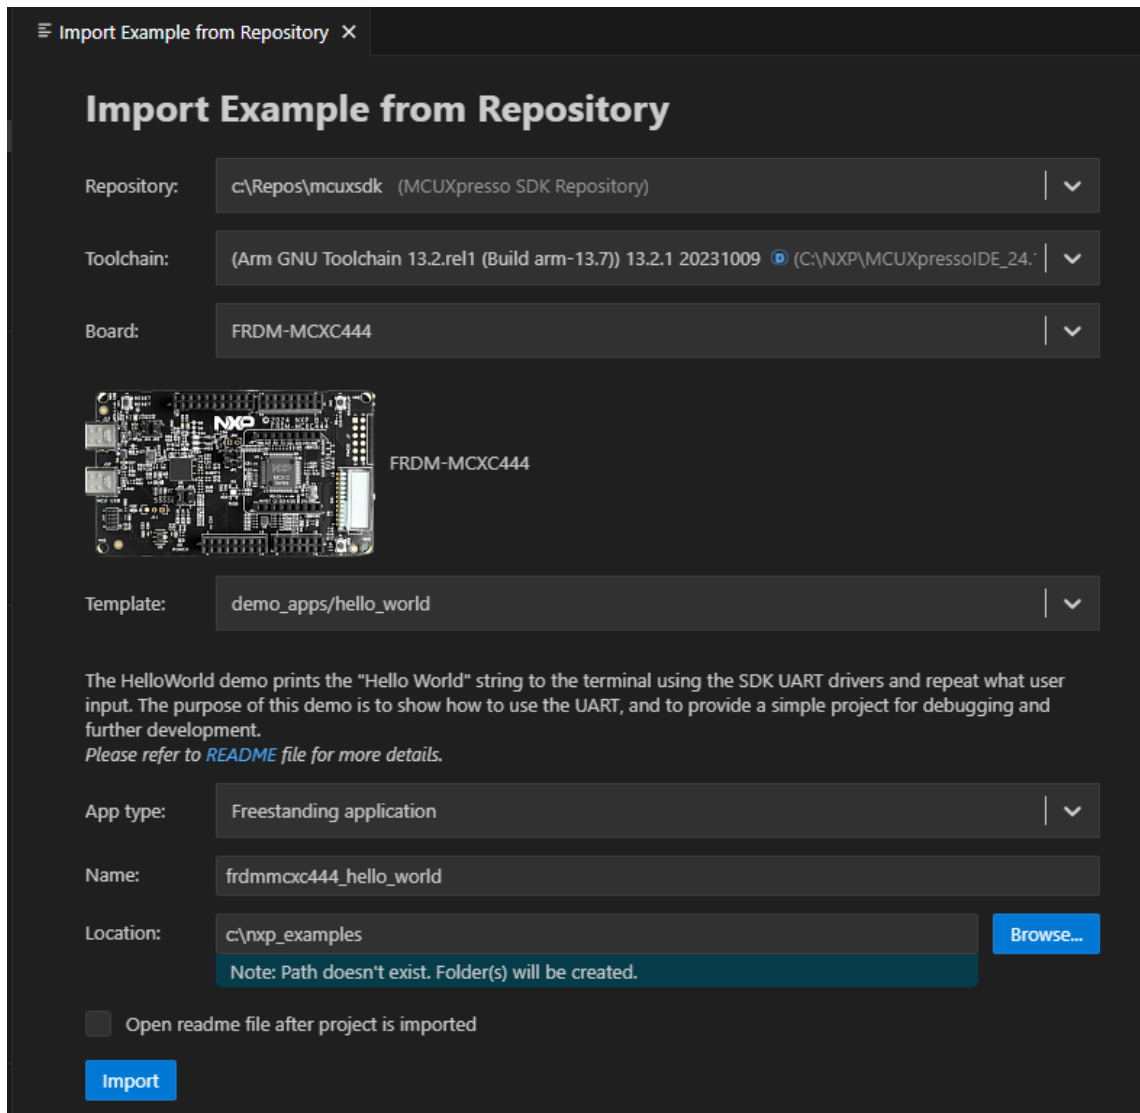 Import Example from Repository
Import Example from Repository
Repository: c:\Repos\mcuxsdk (MCUXpresso SDK Repository)
Toolchain: (Arm GNU Toolchain 13.2.rel1 (Build arm-13.7)) 13.2.1 20231009 D (C:\NXP\MCUXpressoIDE_24.
Board: FRDM-MCXC444
NXP ©2024 NXP B.V.
FRDM-MCXC444
FRDM-MCXC444
Template: demo_apps/hello_world
The HelloWorld demo prints the "Hello World" string to the terminal using the SDK UART drivers and repeat what user
input. The purpose of this demo is to show how to use the UART, and to provide a simple project for debugging and
further development.
Please refer to README file for more details.
App type: Freestanding application
Name: frdmmcxc444_hello_world
Location: c:\nxp_examples Browse...
Note: Path doesn't exist. Folder(s) will be created.
Open readme file after project is imported
Import